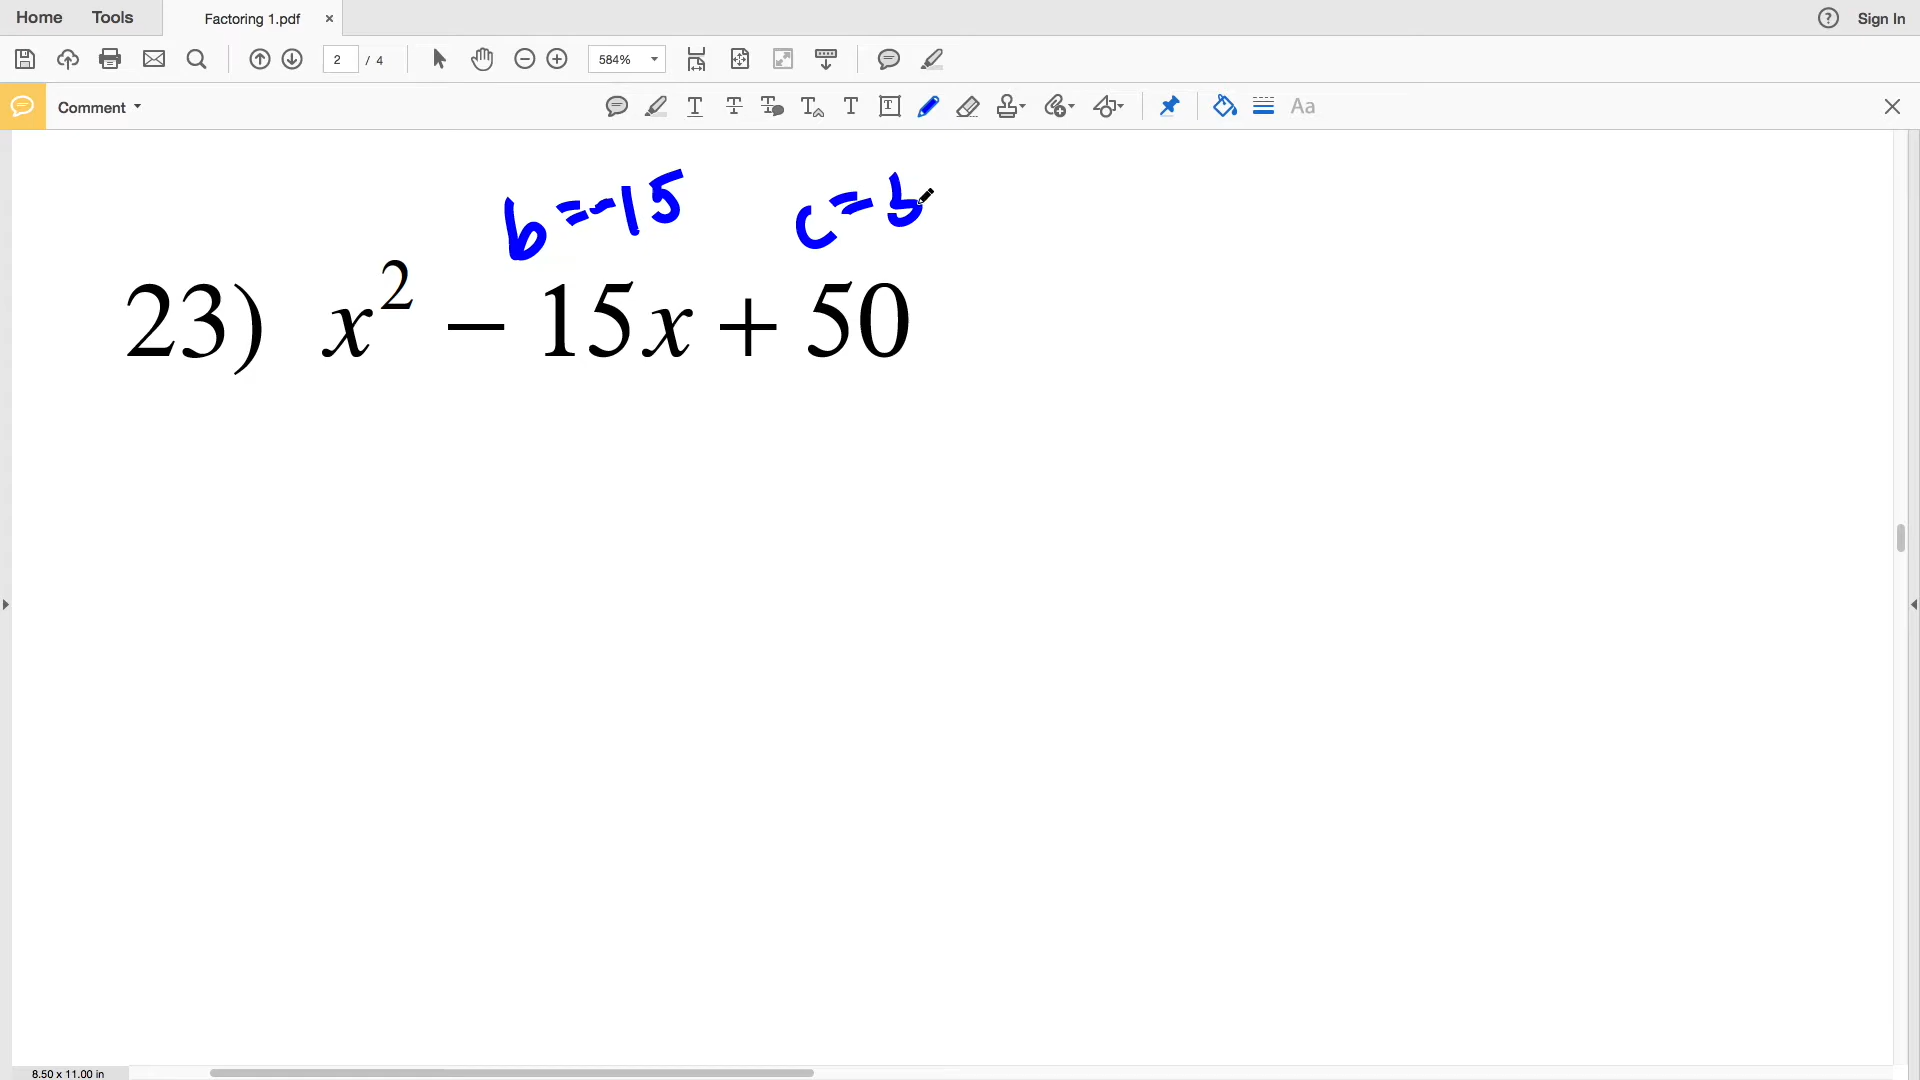 Home Tools Factoring 1.pdf × ? Sign In
2 / 4 584%
Comment T T T T T T Aa
b=-15 c=5
23) x² − 15x + 50
8.50 x 11.00 in